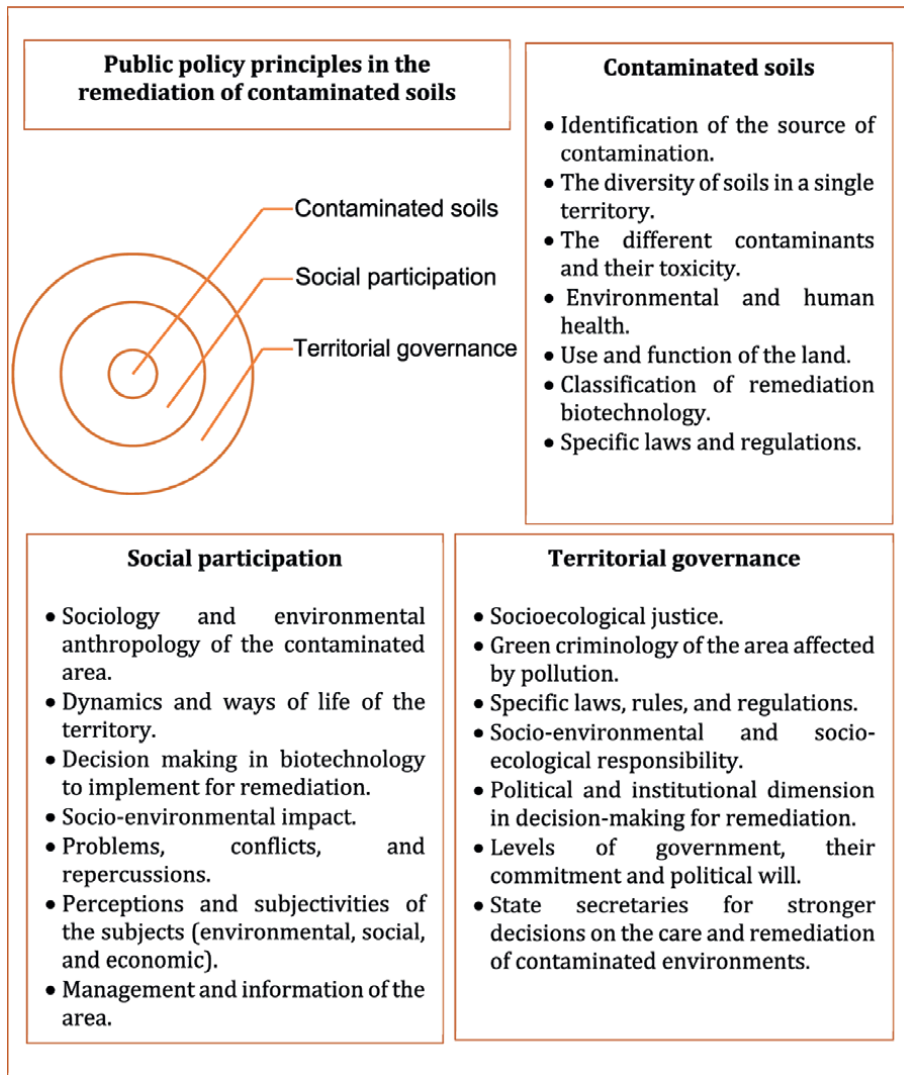 Public policy principles in the
remediation of contaminated soils
Contaminated soils
Social participation
Territorial governance
Contaminated soils
• Identification of the source of
contamination.
• The diversity of soils in a single
territory.
• The different contaminants
and their toxicity.
• Environmental and human
health.
• Use and function of the land.
• Classification of remediation
biotechnology.
• Specific laws and regulations.
Social participation
• Sociology and environmental
anthropology of the contaminated
area.
• Dynamics and ways of life of the
territory.
• Decision making in biotechnology
to implement for remediation.
• Socio-environmental impact.
• Problems, conflicts, and
repercussions.
• Perceptions and subjectivities of
the subjects (environmental, social,
and economic).
• Management and information of the
area.
Territorial governance
• Socioecological justice.
• Green criminology of the area affected
by pollution.
• Specific laws, rules, and regulations.
• Socio-environmental and socio-
ecological responsibility.
• Political and institutional dimension
in decision-making for remediation.
• Levels of government, their
commitment and political will.
• State secretaries for stronger
decisions on the care and remediation
of contaminated environments.